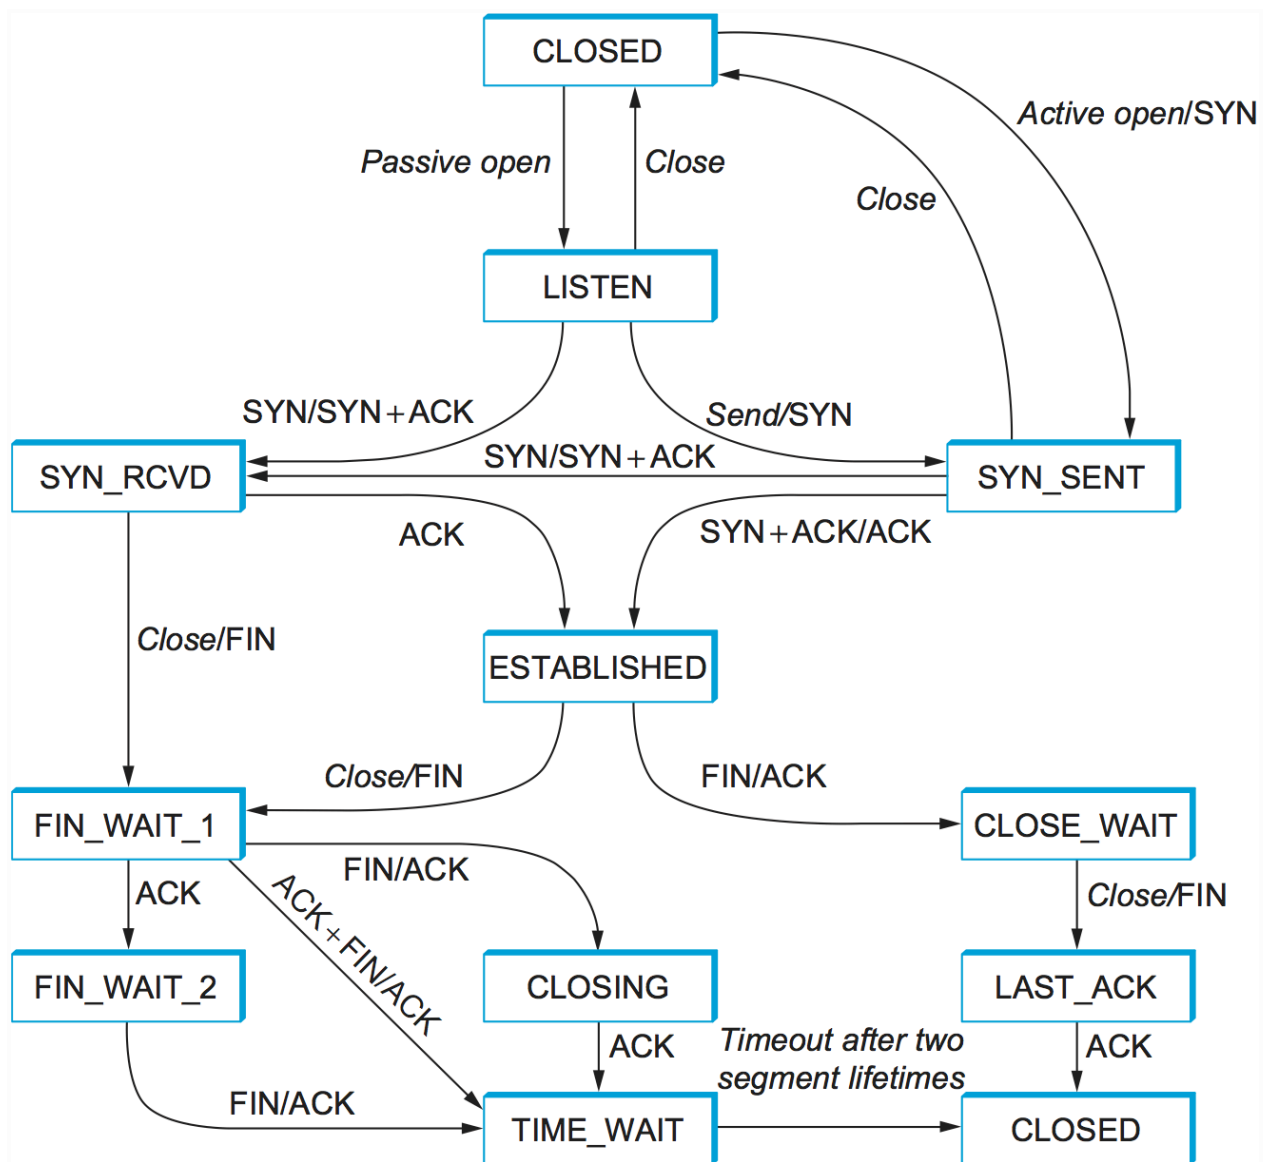 CLOSED
Active open/SYN
Passive open
Close
Close
LISTEN
SYN/SYN+ACK
Send/SYN
SYN/SYN+ACK
SYN_RCVD
SYN_SENT
ACK
SYN+ACK/ACK
Close/FIN
ESTABLISHED
Close/FIN
FIN/ACK
FIN_WAIT_1
CLOSE_WAIT
FIN/ACK
ACK
ACK+FIN/ACK
Close/FIN
FIN_WAIT_2
CLOSING
LAST_ACK
ACK
Timeout after two
segment lifetimes
ACK
FIN/ACK
TIME_WAIT
CLOSED